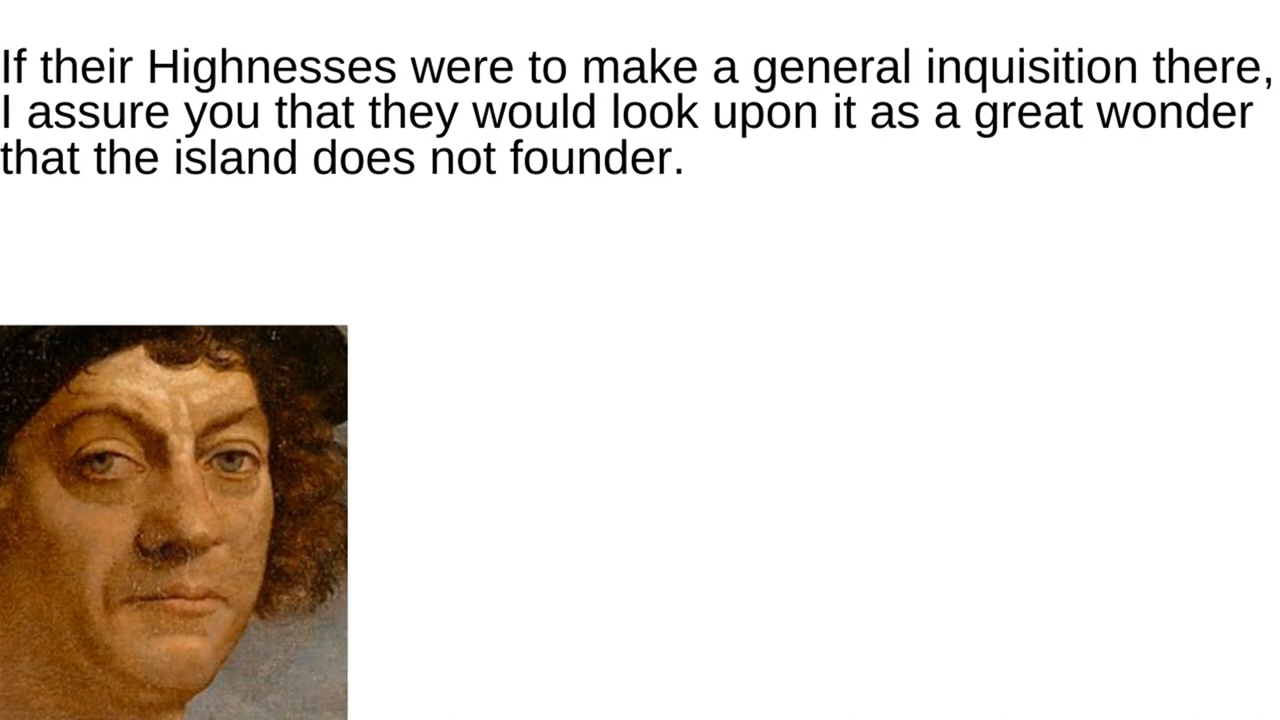 If their Highnesses were to make a general inquisition there,
I assure you that they would look upon it as a great wonder
that the island does not founder.